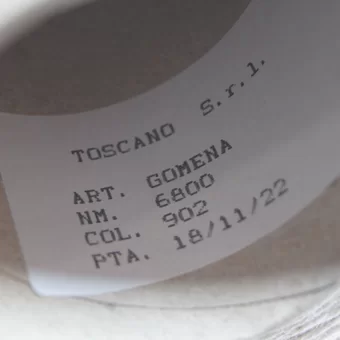 TOSCANO S.r.l.
ART. GOMENA
NM. 6800
COL. 902
PTA. 18/11/22